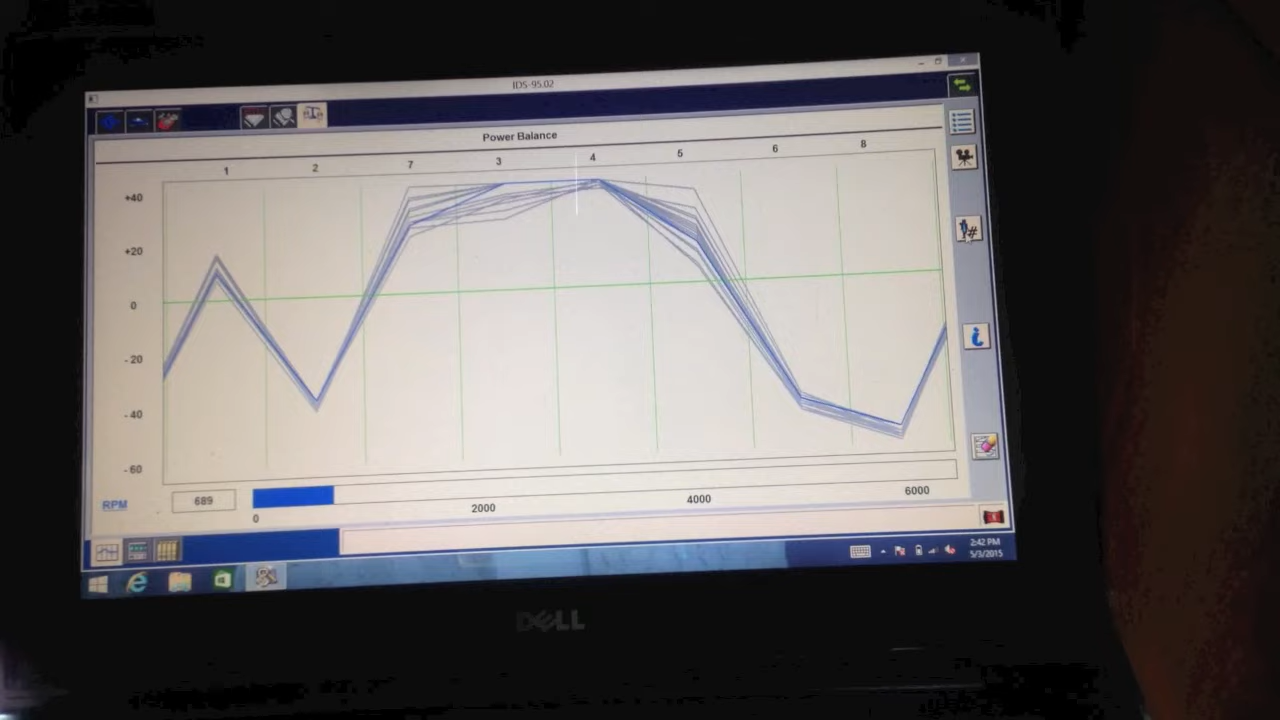 IDS-95.02
Power Balance
1 2 7 3 4 5 6 8
+40
+20
0
- 20
- 40
- 60
RPM 689
0 2000 4000 6000
2:42 PM
5/3/2015
DELL